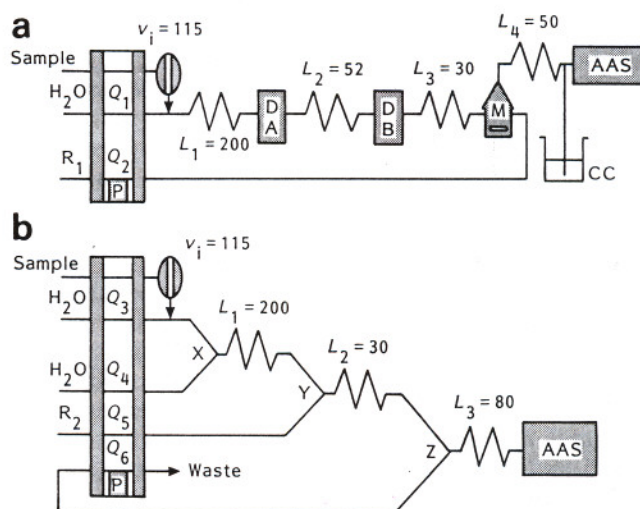 a
v_i = 115
L_4 = 50
Sample
L_2 = 52
L_3 = 30
AAS
H_2O
Q_1
D A
D B
M
L_1 = 200
R_1
Q_2
P
CC
b
v_i = 115
Sample
H_2O
Q_3
L_1 = 200
X
L_2 = 30
H_2O
Q_4
Y
R_2
Q_5
L_3 = 80
Q_6
Z
AAS
Waste
P